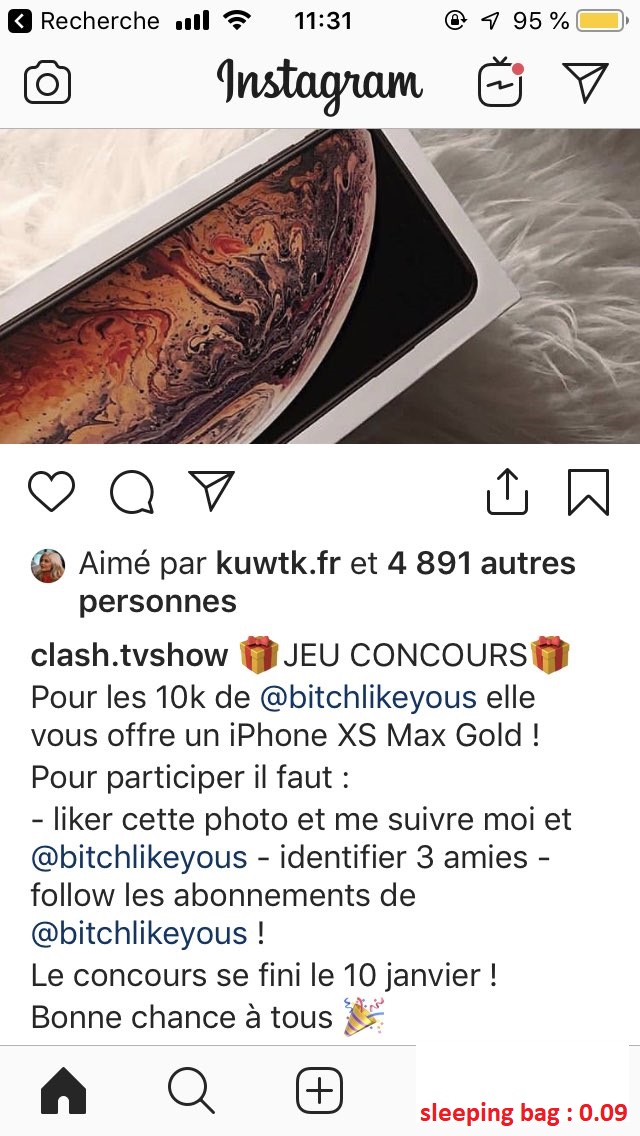 Recherche 11:31 95 %
Instagram
Aimé par kuwtk.fr et 4 891 autres
personnes
clash.tvshow 🎁JEU CONCOURS🎁
Pour les 10k de @bitchlikeyous elle
vous offre un iPhone XS Max Gold !
Pour participer il faut :
- liker cette photo et me suivre moi et
@bitchlikeyous - identifier 3 amies -
follow les abonnements de
@bitchlikeyous !
Le concours se fini le 10 janvier !
Bonne chance à tous 🎉
sleeping bag : 0.09